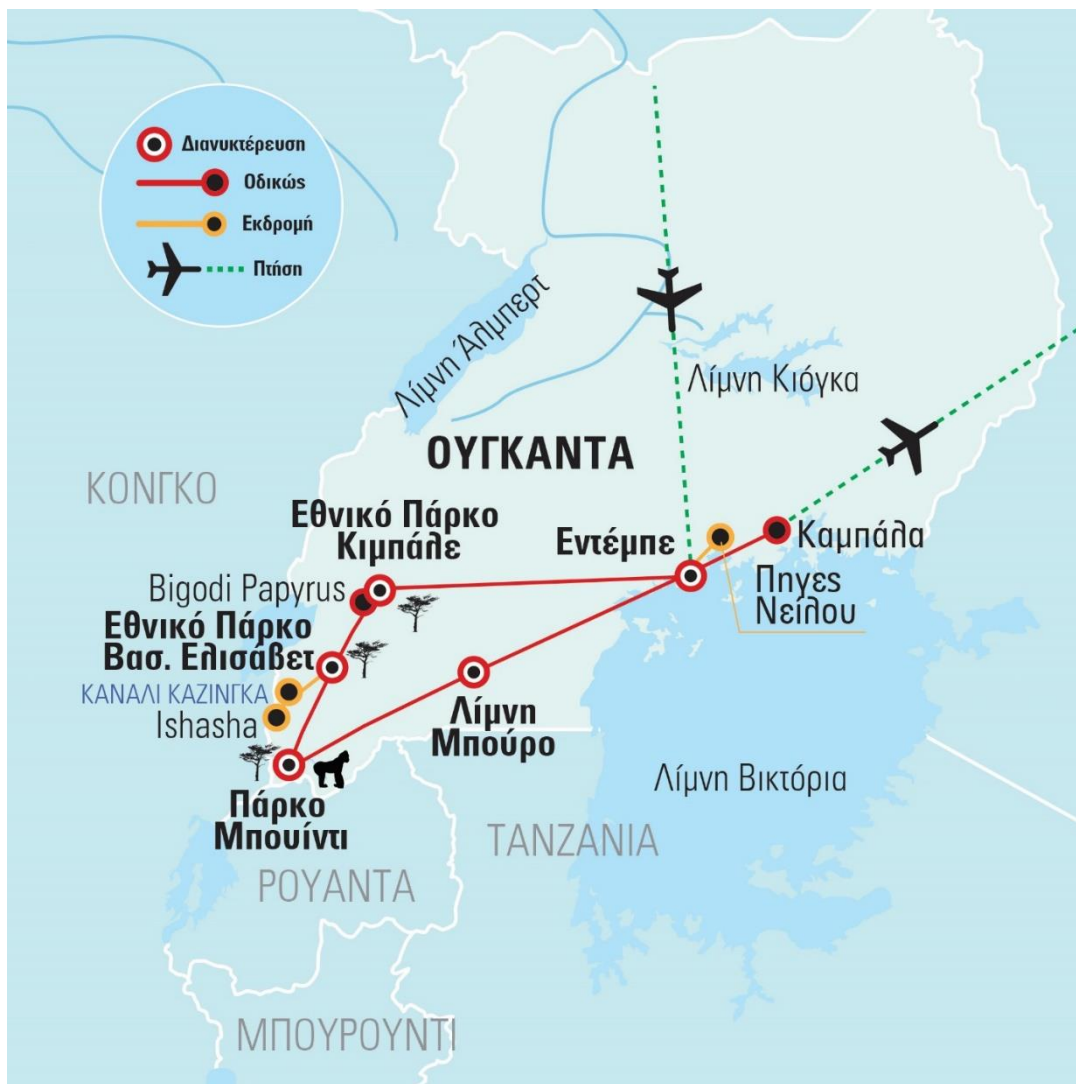 Διανυκτέρευση
Οδικώς
Εκδρομή
Πτήση
Λίμνη Άλμπερτ
Λίμνη Κιόγκα
ΟΥΓΚΑΝΤΑ
ΚΟΝΓΚΟ
Εθνικό Πάρκο
Κιμπάλε
Εντέμπε
Καμπάλα
Πηγες
Νείλου
Bigodi Papyrus
Εθνικό Πάρκο
Βασ. Ελισάβετ
ΚΑΝΑΛΙ ΚΑΖΙΝΓΚΑ
Ishasha
Λίμνη
Μπούρο
Λίμνη Βικτόρια
Πάρκο
Μπουίντι
ΤΑΝΖΑΝΙΑ
ΡΟΥΑΝΤΑ
ΜΠΟΥΡΟΥΝΤΙ